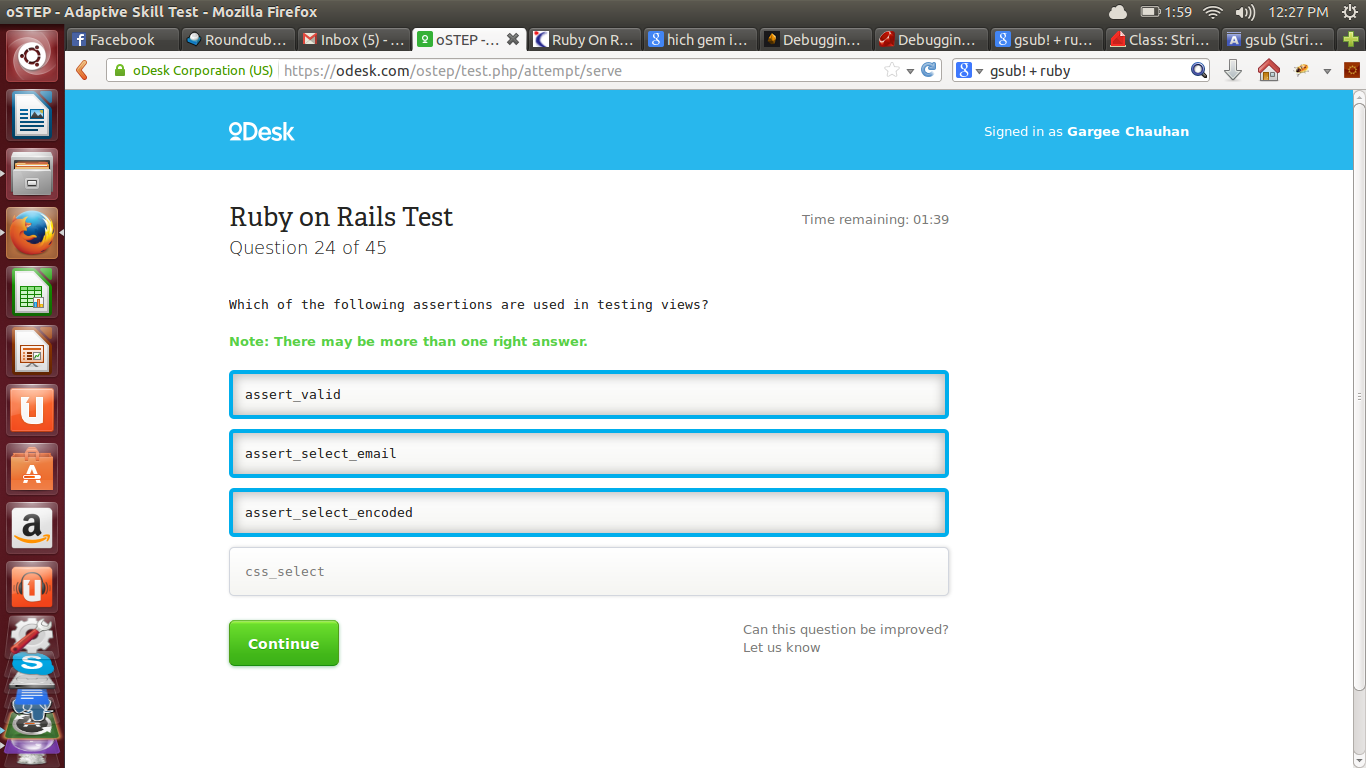 oSTEP - Adaptive Skill Test - Mozilla Firefox
1:59
12:27 PM
Facebook
Roundcub...
Inbox (5) - ...
oSTEP -...
Ruby On R...
hich gem i...
Debuggin...
Debuggin...
gsub! + ru...
Class: Stri...
gsub (Stri...
oDesk Corporation (US)
https://odesk.com/ostep/test.php/attempt/serve
gsub! + ruby
oDesk
Signed in as Gargee Chauhan
Ruby on Rails Test
Time remaining: 01:39
Question 24 of 45
Which of the following assertions are used in testing views?
Note: There may be more than one right answer.
assert_valid
assert_select_email
assert_select_encoded
css_select
Continue
Can this question be improved?
Let us know